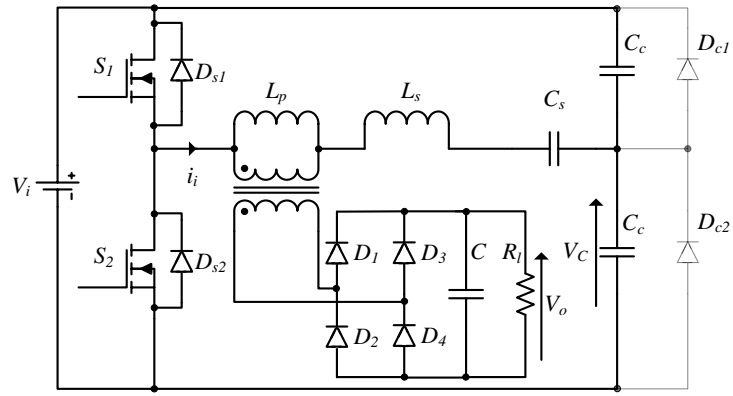 S1
Ds1
Lp
Ls
Cs
Cc
Dc1
ii
Vi
+
S2
Ds2
D1
D3
C
Rl
Vo
VC
Cc
Dc2
D2
D4